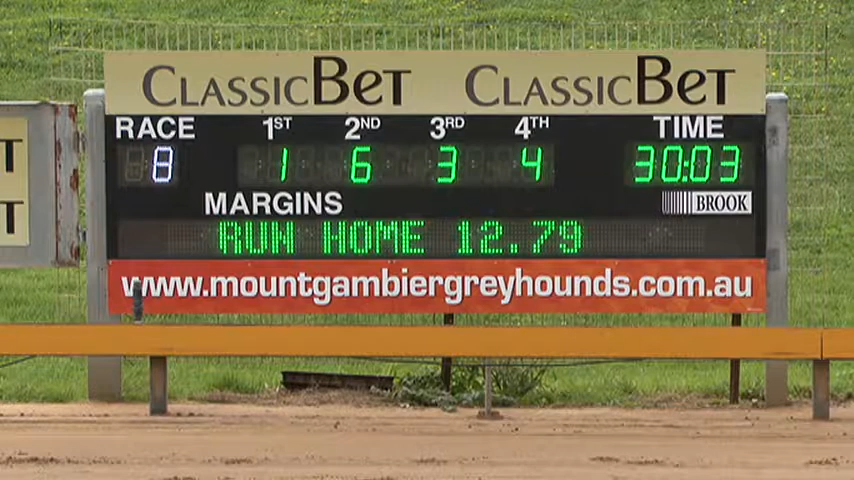 CLASSICBET CLASSICBET
RACE 1ST 2ND 3RD 4TH TIME
8 1 6 3 4 30:03
MARGINS BROOK
RUN HOME 12.79
www.mountgambiergreyhounds.com.au